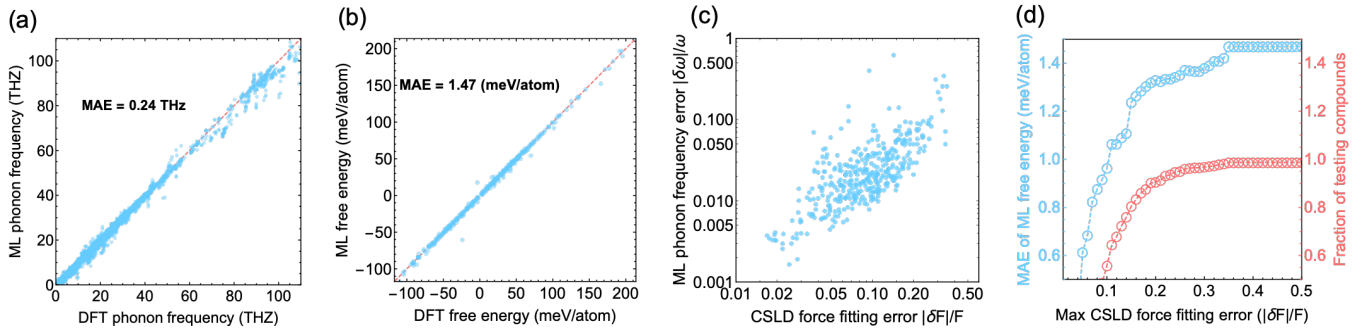 (a)
ML phonon frequency (THZ)
100
80
60
40
20
0
MAE = 0.24 THz
0 20 40 60 80 100
DFT phonon frequency (THZ)
(b)
ML free energy (meV/atom)
200
150
100
50
0
−50
−100
MAE = 1.47 (meV/atom)
−100 −50 0 50 100 150 200
DFT free energy (meV/atom)
(c)
ML phonon frequency error |δω|/ω
1
0.500
0.100
0.050
0.010
0.005
0.001
0.01 0.02 0.05 0.10 0.20 0.50
CSLD force fitting error |δF|/F
(d)
MAE of ML free energy (meV/atom)
1.4
1.2
1.0
0.8
0.6
0.1 0.2 0.3 0.4 0.5
Max CSLD force fitting error (|δF|/F)
1.4
1.2
1.0
0.8
0.6
Fraction of testing compounds